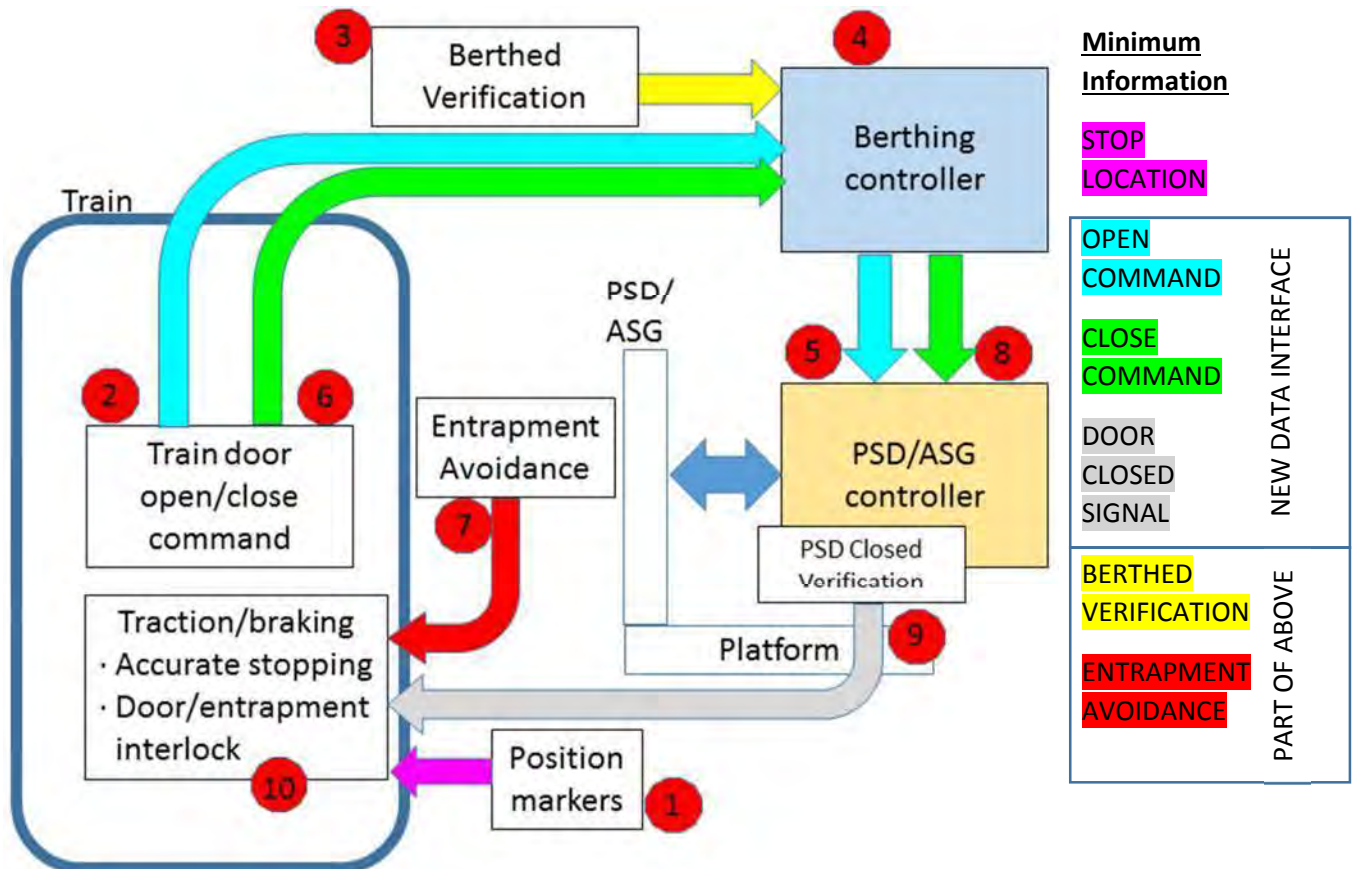 3
Berthed
Verification
4
Berthing
controller
Train
PSD/
ASG
2
6
Train door
open/close
command
Entrapment
Avoidance
7
5
8
PSD/ASG
controller
PSD Closed
Verification
9
Platform
Traction/braking
· Accurate stopping
· Door/entrapment
interlock
10
Position
markers
1
Minimum
Information
STOP
LOCATION
OPEN
COMMAND
CLOSE
COMMAND
DOOR
CLOSED
SIGNAL
NEW DATA INTERFACE
BERTHED
VERIFICATION
ENTRAPMENT
AVOIDANCE
PART OF ABOVE